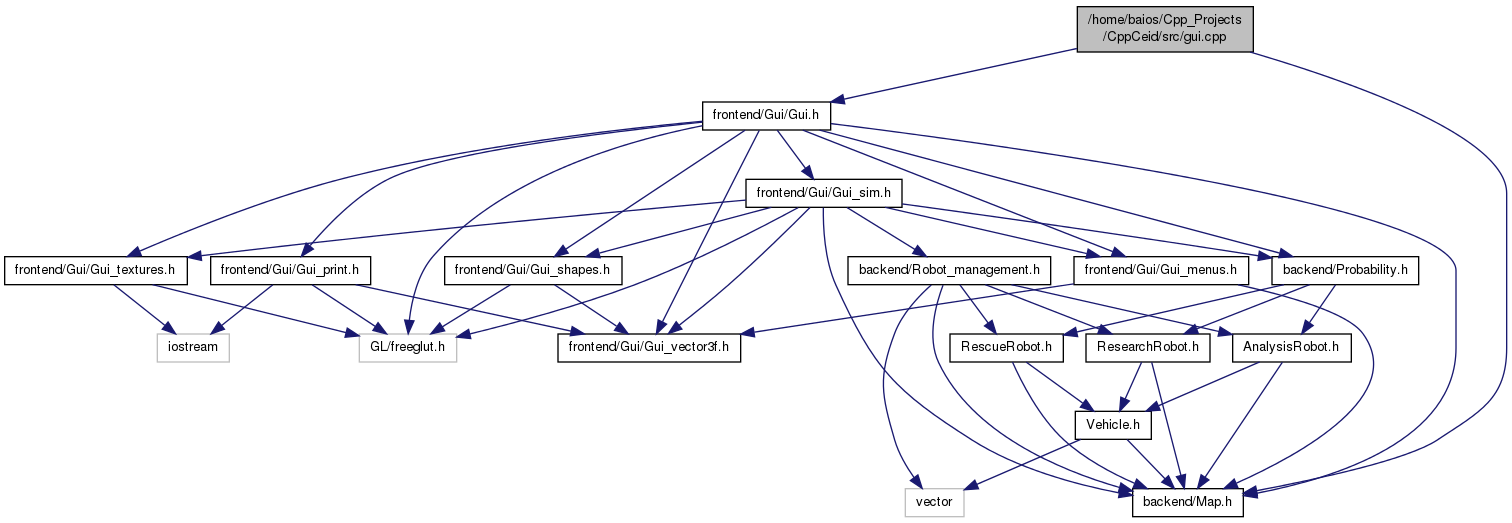 /home/baios/Cpp_Projects
/CppCeid/src/gui.cpp
frontend/Gui/Gui.h
frontend/Gui/Gui_sim.h
frontend/Gui/Gui_textures.h
frontend/Gui/Gui_print.h
frontend/Gui/Gui_shapes.h
backend/Robot_management.h
frontend/Gui/Gui_menus.h
backend/Probability.h
iostream
GL/freeglut.h
frontend/Gui/Gui_vector3f.h
RescueRobot.h
ResearchRobot.h
AnalysisRobot.h
Vehicle.h
vector
backend/Map.h